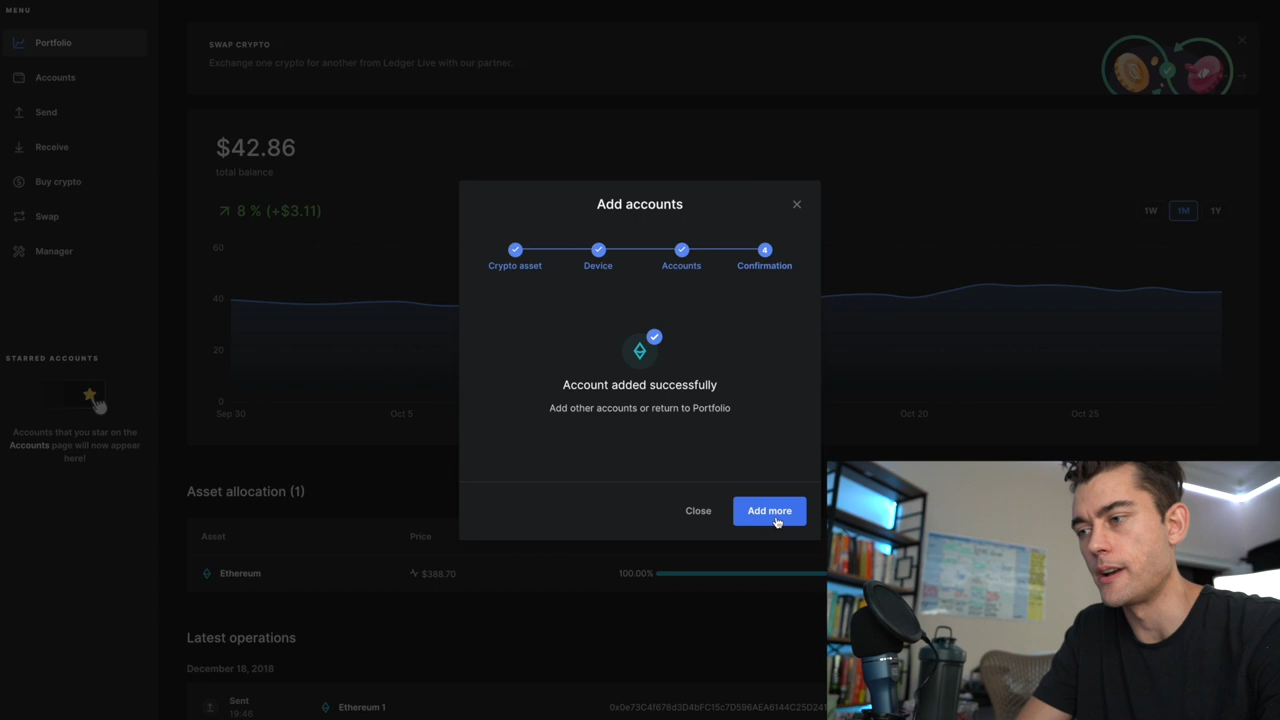 MENU
Portfolio
Accounts
Send
Receive
Buy crypto
Swap
Manager
STARRED ACCOUNTS
Accounts that you star on the
Accounts page will now appear
here!
SWAP CRYPTO
Exchange one crypto for another from Ledger Live with our partner.
$42.86
total balance
8 % (+$3.11)
1W 1M 1Y
60
40
20
0
Sep 30 Oct 5 Oct 20 Oct 25
Add accounts
4
Crypto asset Device Accounts Confirmation
Account added successfully
Add other accounts or return to Portfolio
Close Add more
Asset allocation (1)
Asset Price
Ethereum $388.70 100.00%
Latest operations
December 18, 2018
Sent
19:46
Ethereum 1